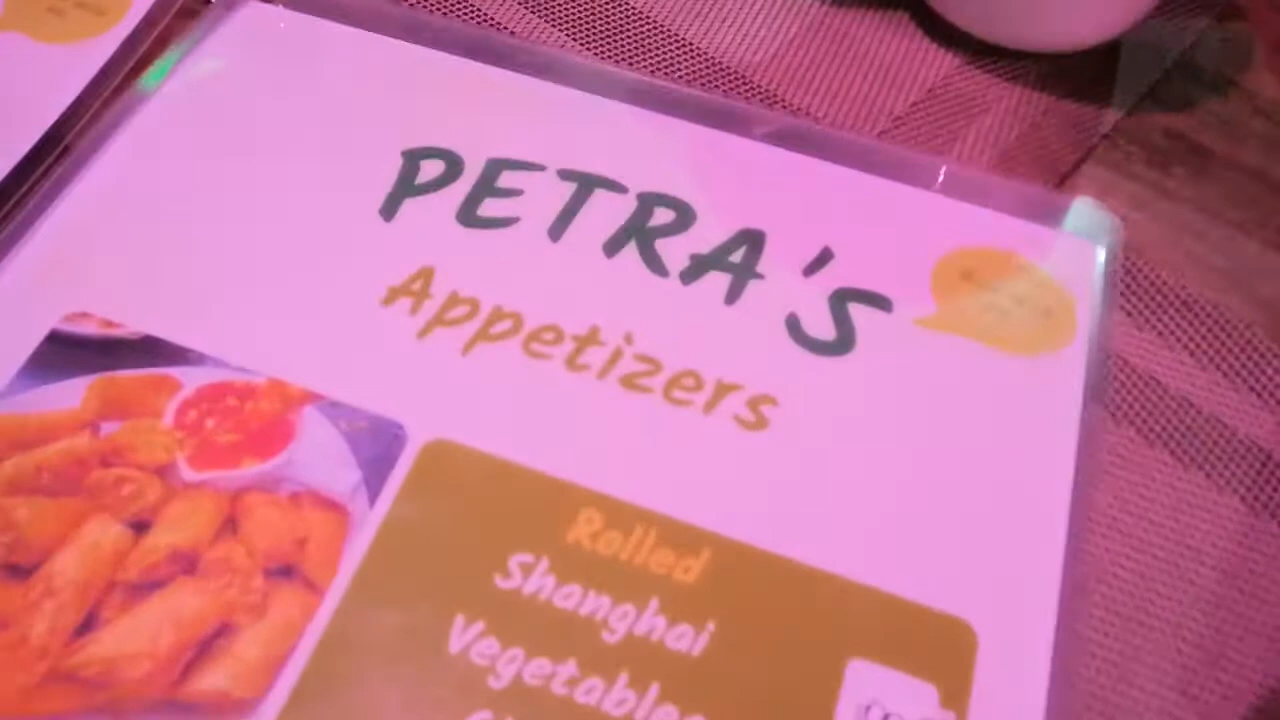 PETRA'S
Appetizers
Rolled
Shanghai
Vegetables